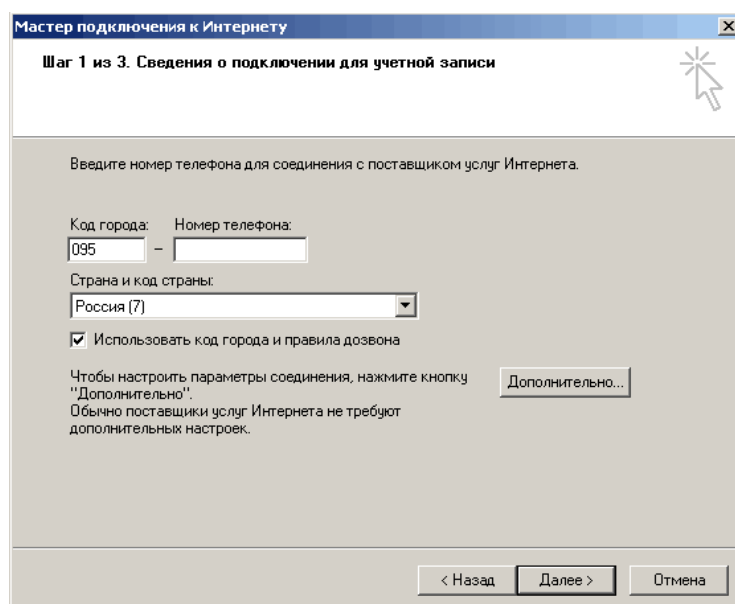 Мастер подключения к Интернету
Шаг 1 из 3. Сведения о подключении для учетной записи
Введите номер телефона для соединения с поставщиком услуг Интернета.
Код города: Номер телефона:
095 –
Страна и код страны:
Россия (7)
Использовать код города и правила дозвона
Чтобы настроить параметры соединения, нажмите кнопку
"Дополнительно".
Дополнительно...
Обычно поставщики услуг Интернета не требуют
дополнительных настроек.
< Назад Далее > Отмена